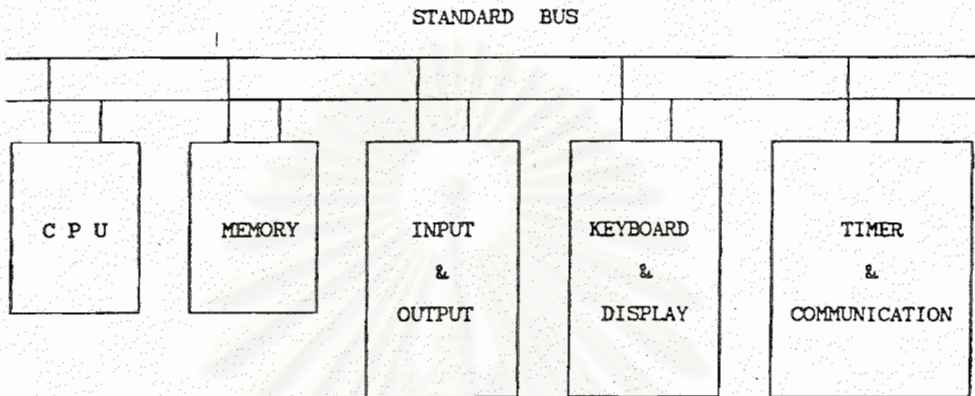 STANDARD BUS
C P U
MEMORY
INPUT
&
OUTPUT
KEYBOARD
&
DISPLAY
TIMER
&
COMMUNICATION